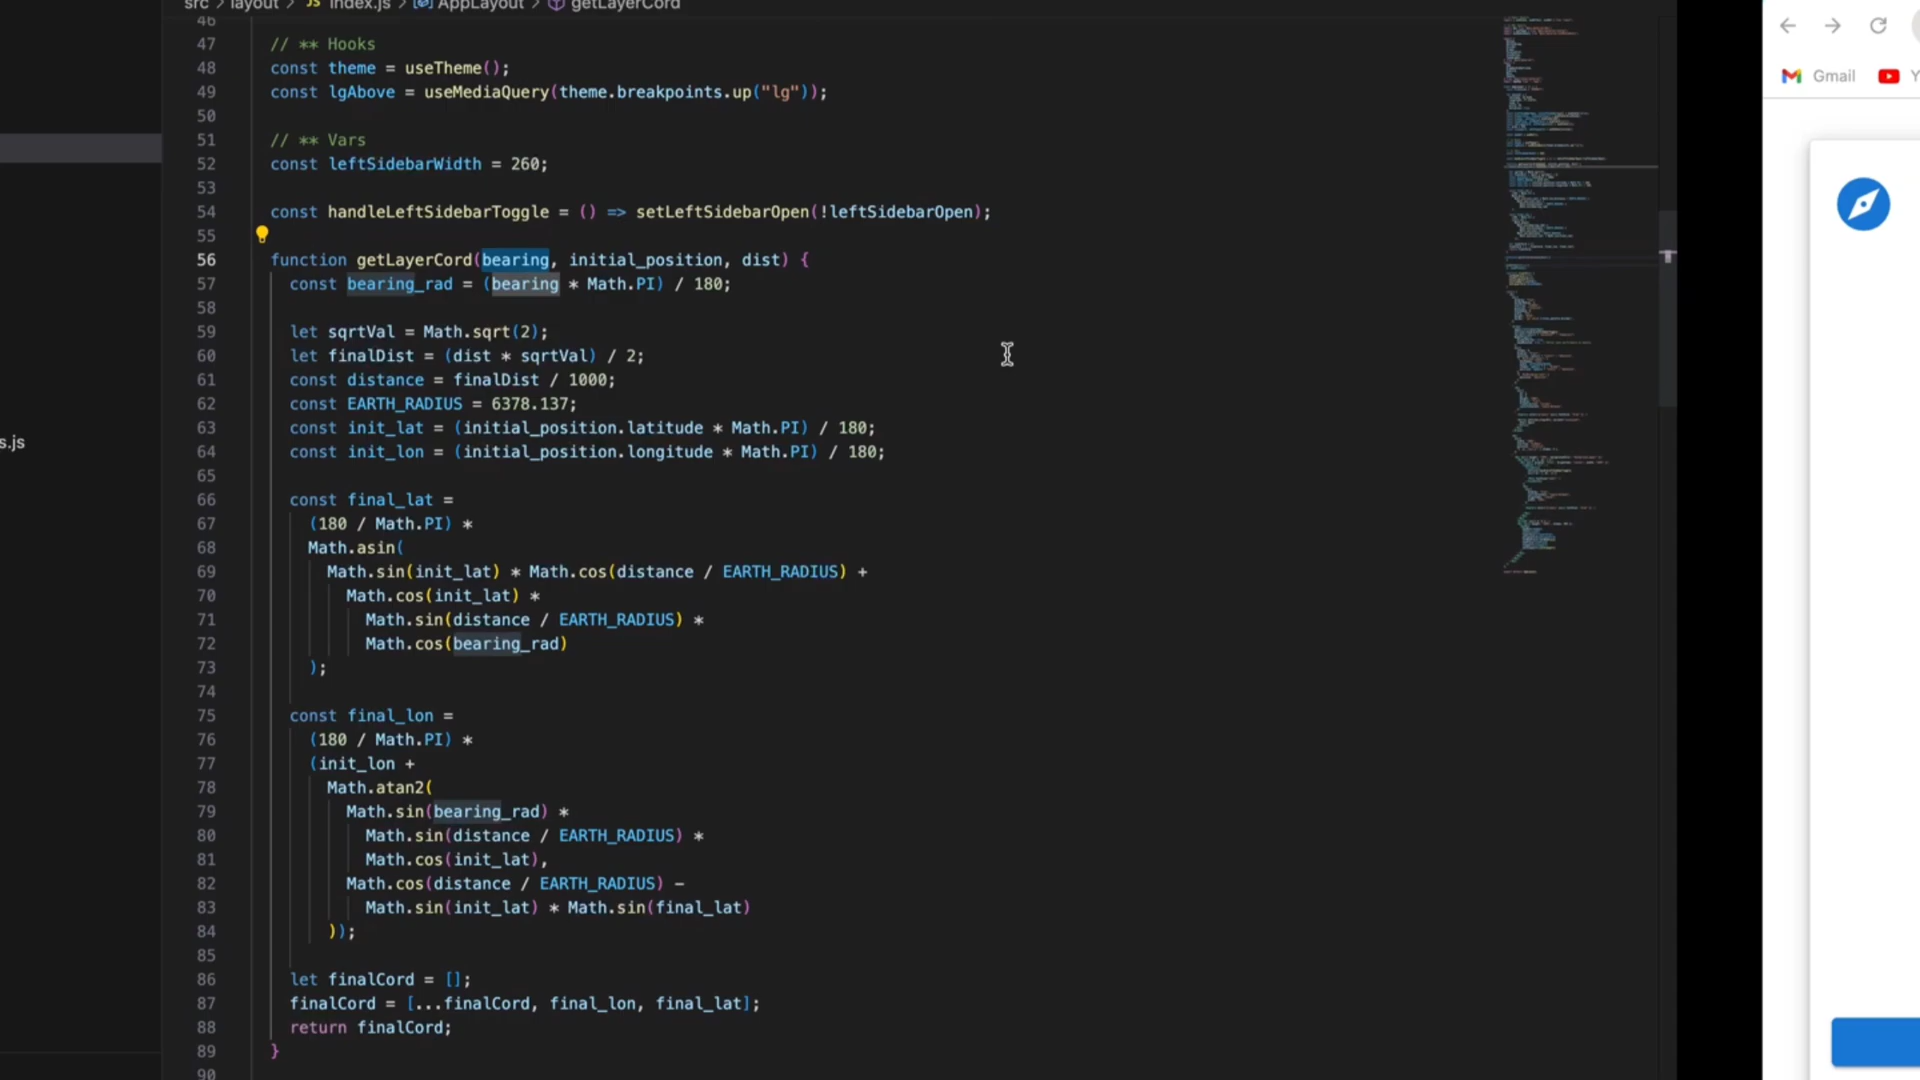 src > layout > JS index.js > AppLayout > getLayerCord
46
47 // ** Hooks
48 const theme = useTheme();
49 const lgAbove = useMediaQuery(theme.breakpoints.up("lg"));
50
51 // ** Vars
52 const leftSidebarWidth = 260;
53
54 const handleLeftSidebarToggle = () => setLeftSidebarOpen(!leftSidebarOpen);
55
56 function getLayerCord(bearing, initial_position, dist) {
57 const bearing_rad = (bearing * Math.PI) / 180;
58
59 let sqrtVal = Math.sqrt(2);
60 let finalDist = (dist * sqrtVal) / 2;
61 const distance = finalDist / 1000;
62 const EARTH_RADIUS = 6378.137;
63 const init_lat = (initial_position.latitude * Math.PI) / 180;
64 const init_lon = (initial_position.longitude * Math.PI) / 180;
65
66 const final_lat =
67 (180 / Math.PI) *
68 Math.asin(
69 Math.sin(init_lat) * Math.cos(distance / EARTH_RADIUS) +
70 Math.cos(init_lat) *
71 Math.sin(distance / EARTH_RADIUS) *
72 Math.cos(bearing_rad)
73 );
74
75 const final_lon =
76 (180 / Math.PI) *
77 (init_lon +
78 Math.atan2(
79 Math.sin(bearing_rad) *
80 Math.sin(distance / EARTH_RADIUS) *
81 Math.cos(init_lat),
82 Math.cos(distance / EARTH_RADIUS) -
83 Math.sin(init_lat) * Math.sin(final_lat)
84 ));
85
86 let finalCord = [];
87 finalCord = [...finalCord, final_lon, final_lat];
88 return finalCord;
89 }
90
s.js
Gmail Y